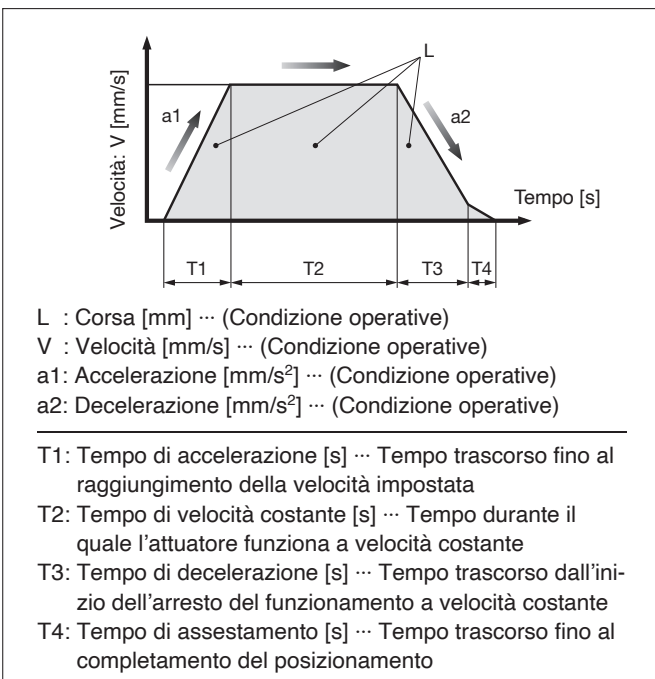 L
Velocità: V [mm/s]
a1
a2
Tempo [s]
T1
T2
T3
T4
L : Corsa [mm] ··· (Condizione operative)
V : Velocità [mm/s] ··· (Condizione operative)
a1: Accelerazione [mm/s²] ··· (Condizione operative)
a2: Decelerazione [mm/s²] ··· (Condizione operative)
T1: Tempo di accelerazione [s] ··· Tempo trascorso fino al
raggiungimento della velocità impostata
T2: Tempo di velocità costante [s] ··· Tempo durante il
quale l'attuatore funziona a velocità costante
T3: Tempo di decelerazione [s] ··· Tempo trascorso dall'ini-
zio dell'arresto del funzionamento a velocità costante
T4: Tempo di assestamento [s] ··· Tempo trascorso fino al
completamento del posizionamento